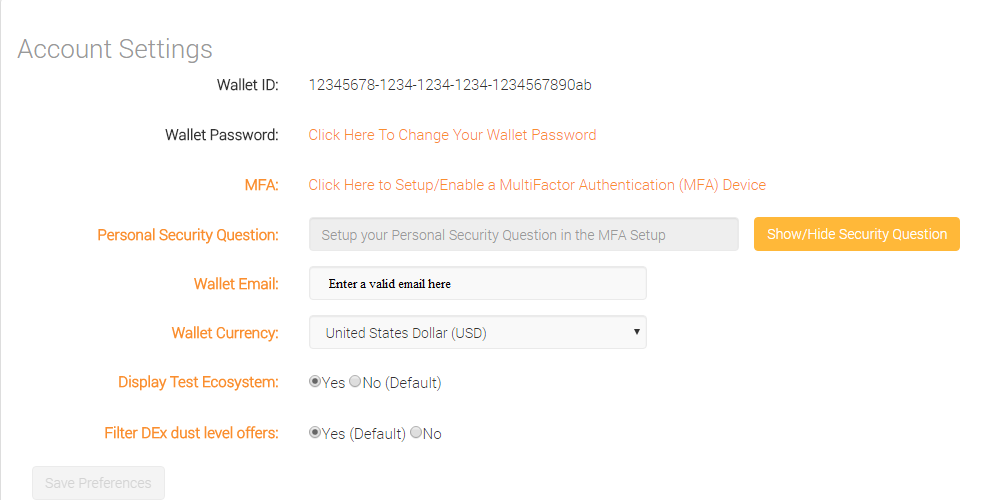 Account Settings
Wallet ID: 12345678-1234-1234-1234-1234567890ab
Wallet Password: Click Here To Change Your Wallet Password
MFA: Click Here to Setup/Enable a MultiFactor Authentication (MFA) Device
Personal Security Question: Setup your Personal Security Question in the MFA Setup Show/Hide Security Question
Wallet Email: Enter a valid email here
Wallet Currency: United States Dollar (USD)
Display Test Ecosystem: Yes No (Default)
Filter DEx dust level offers: Yes (Default) No
Save Preferences